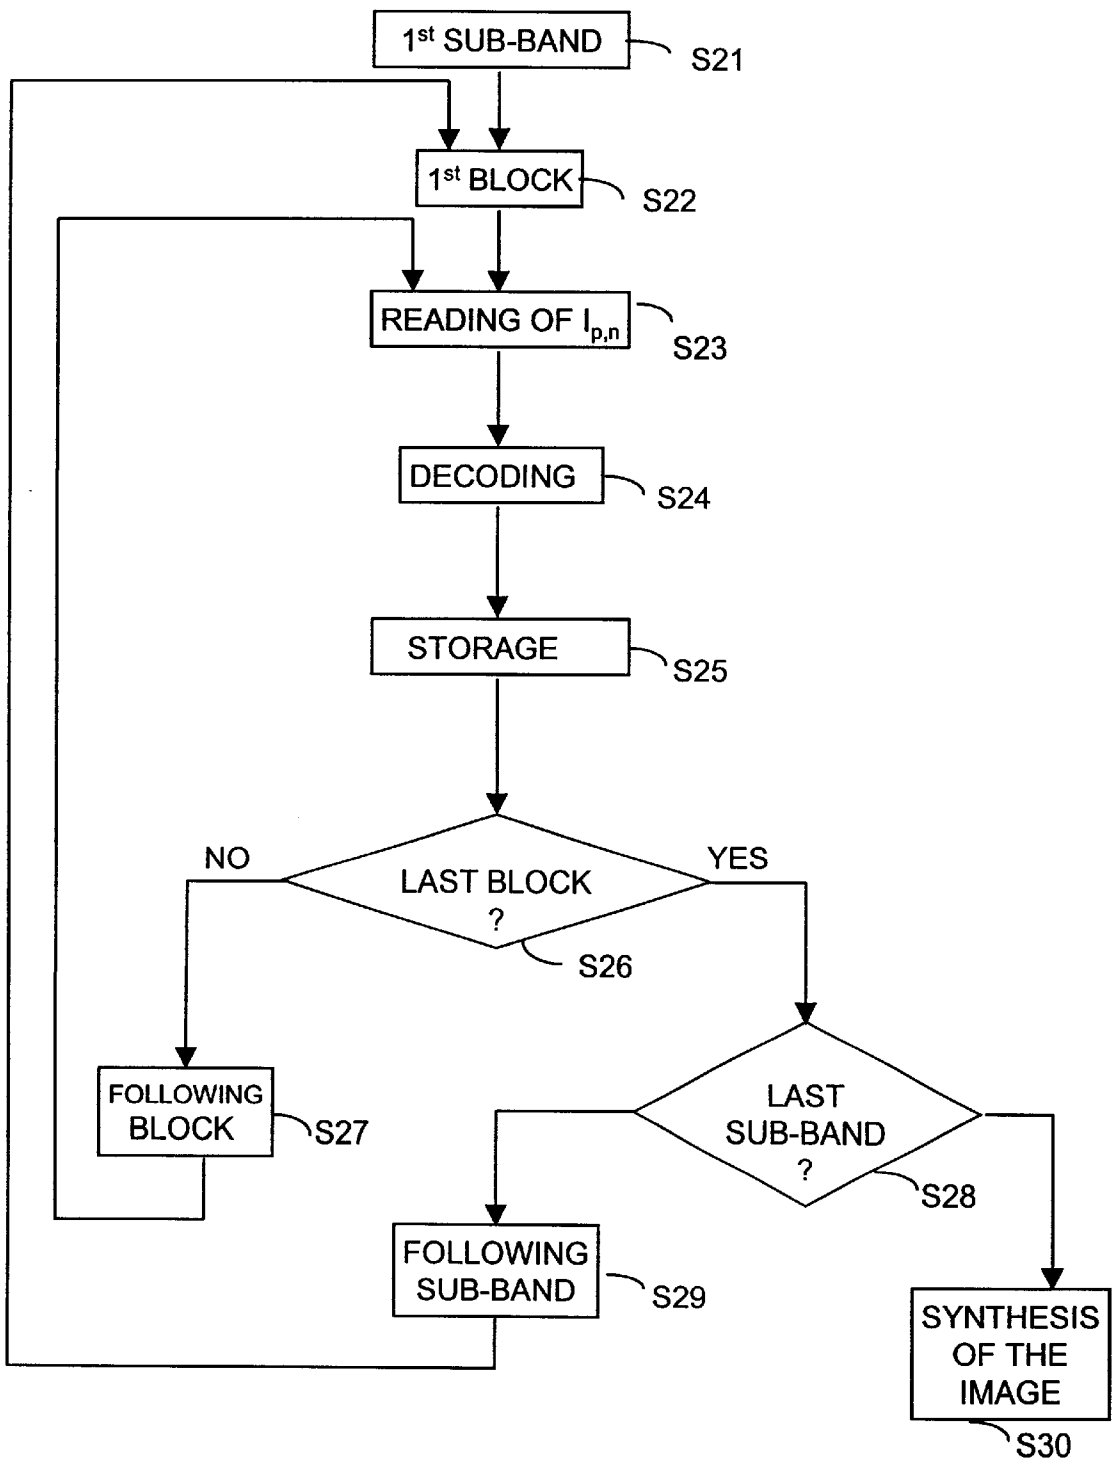 1st SUB-BAND
S21
1st BLOCK
S22
READING OF Ip,n
S23
DECODING
S24
STORAGE
S25
NO
YES
LAST BLOCK
?
S26
FOLLOWING
BLOCK
S27
LAST
SUB-BAND
?
S28
FOLLOWING
SUB-BAND
S29
SYNTHESIS
OF THE
IMAGE
S30